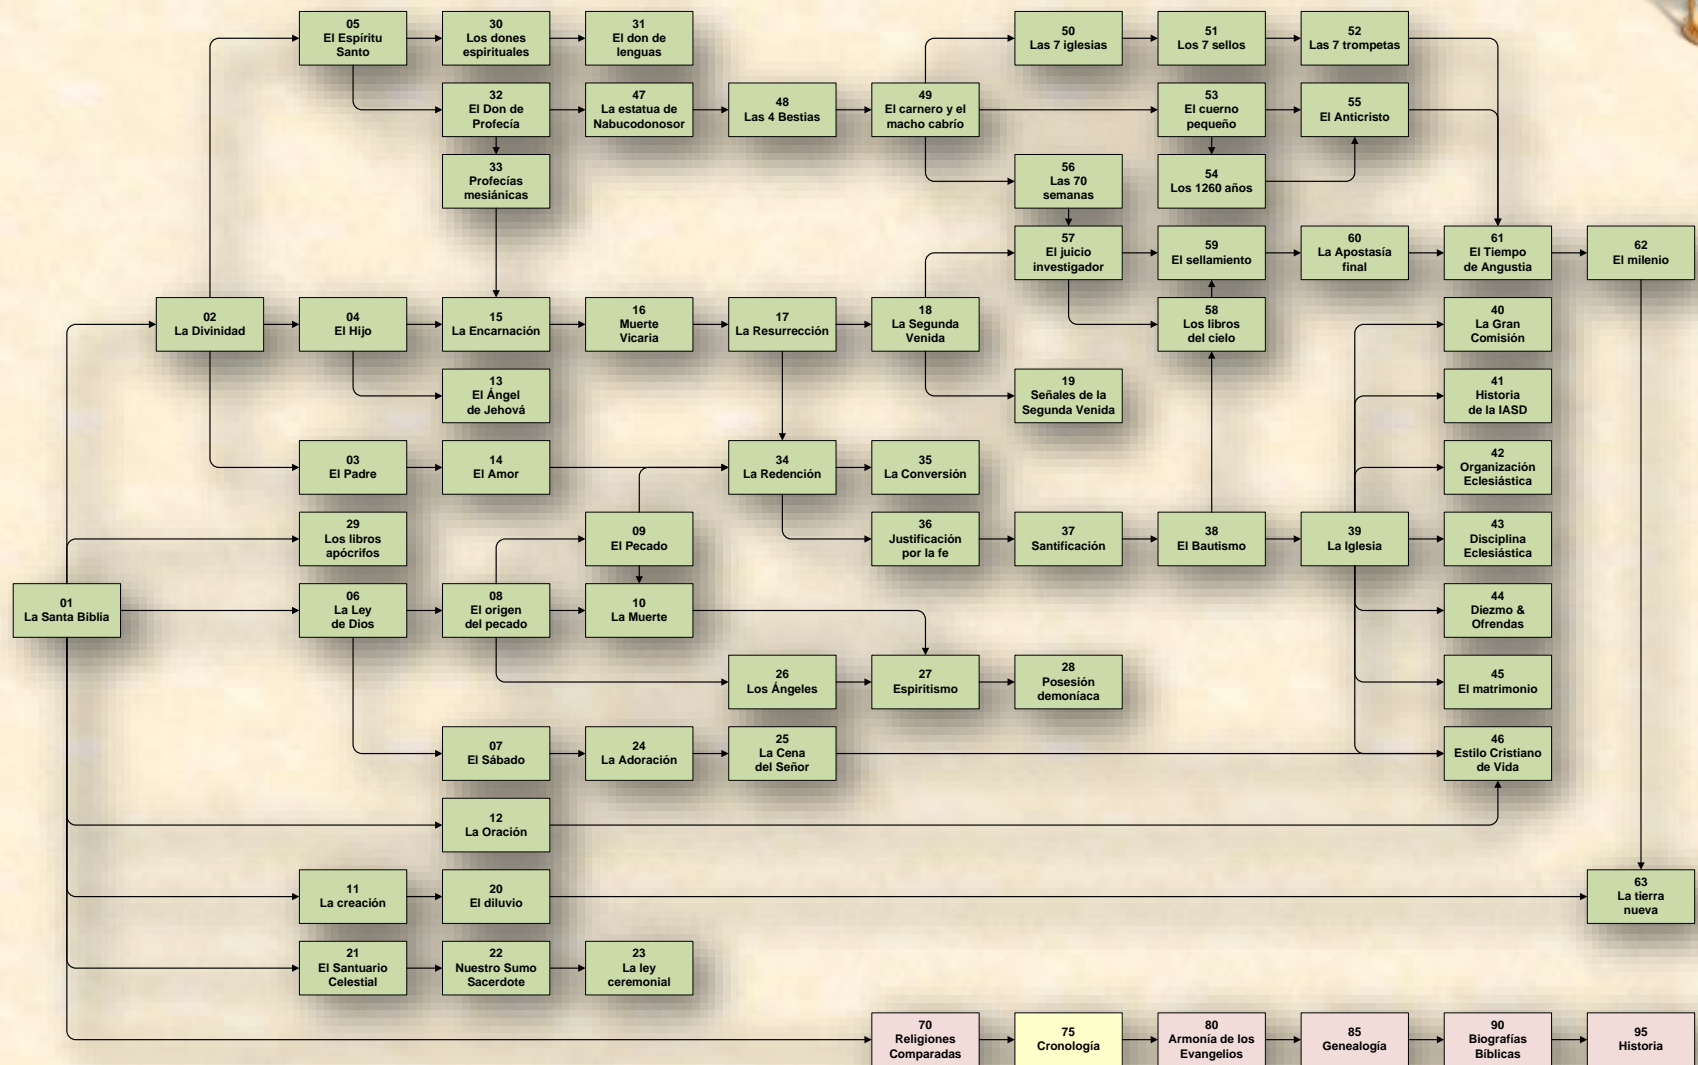 05
El Espíritu
Santo
30
Los dones
espirituales
31
El don de
lenguas
50
Las 7 iglesias
51
Los 7 sellos
52
Las 7 trompetas
32
El Don de
Profecía
47
La estatua de
Nabucodonosor
48
Las 4 Bestias
49
El carnero y el
macho cabrío
53
El cuerno
pequeño
55
El Anticristo
33
Profecías
mesiánicas
56
Las 70
semanas
54
Los 1260 años
57
El juicio
investigador
59
El sellamiento
60
La Apostasía
final
61
El Tiempo
de Angustia
62
El milenio
02
La Divinidad
04
El Hijo
15
La Encarnación
16
Muerte
Vicaria
17
La Resurrección
18
La Segunda
Venida
58
Los libros
del cielo
40
La Gran
Comisión
13
El Ángel
de Jehová
19
Señales de la
Segunda Venida
41
Historia
de la IASD
03
El Padre
14
El Amor
34
La Redención
35
La Conversión
42
Organización
Eclesiástica
29
Los libros
apócrifos
09
El Pecado
36
Justificación
por la fe
37
Santificación
38
El Bautismo
39
La Iglesia
43
Disciplina
Eclesiástica
01
La Santa Biblia
06
La Ley
de Dios
08
El origen
del pecado
10
La Muerte
44
Diezmo &
Ofrendas
26
Los Ángeles
27
Espiritismo
28
Posesión
demoníaca
45
El matrimonio
07
El Sábado
24
La Adoración
25
La Cena
del Señor
46
Estilo Cristiano
de Vida
12
La Oración
11
La creación
20
El diluvio
63
La tierra
nueva
21
El Santuario
Celestial
22
Nuestro Sumo
Sacerdote
23
La ley
ceremonial
70
Religiones
Comparadas
75
Cronología
80
Armonía de los
Evangelios
85
Genealogía
90
Biografías
Bíblicas
95
Historia